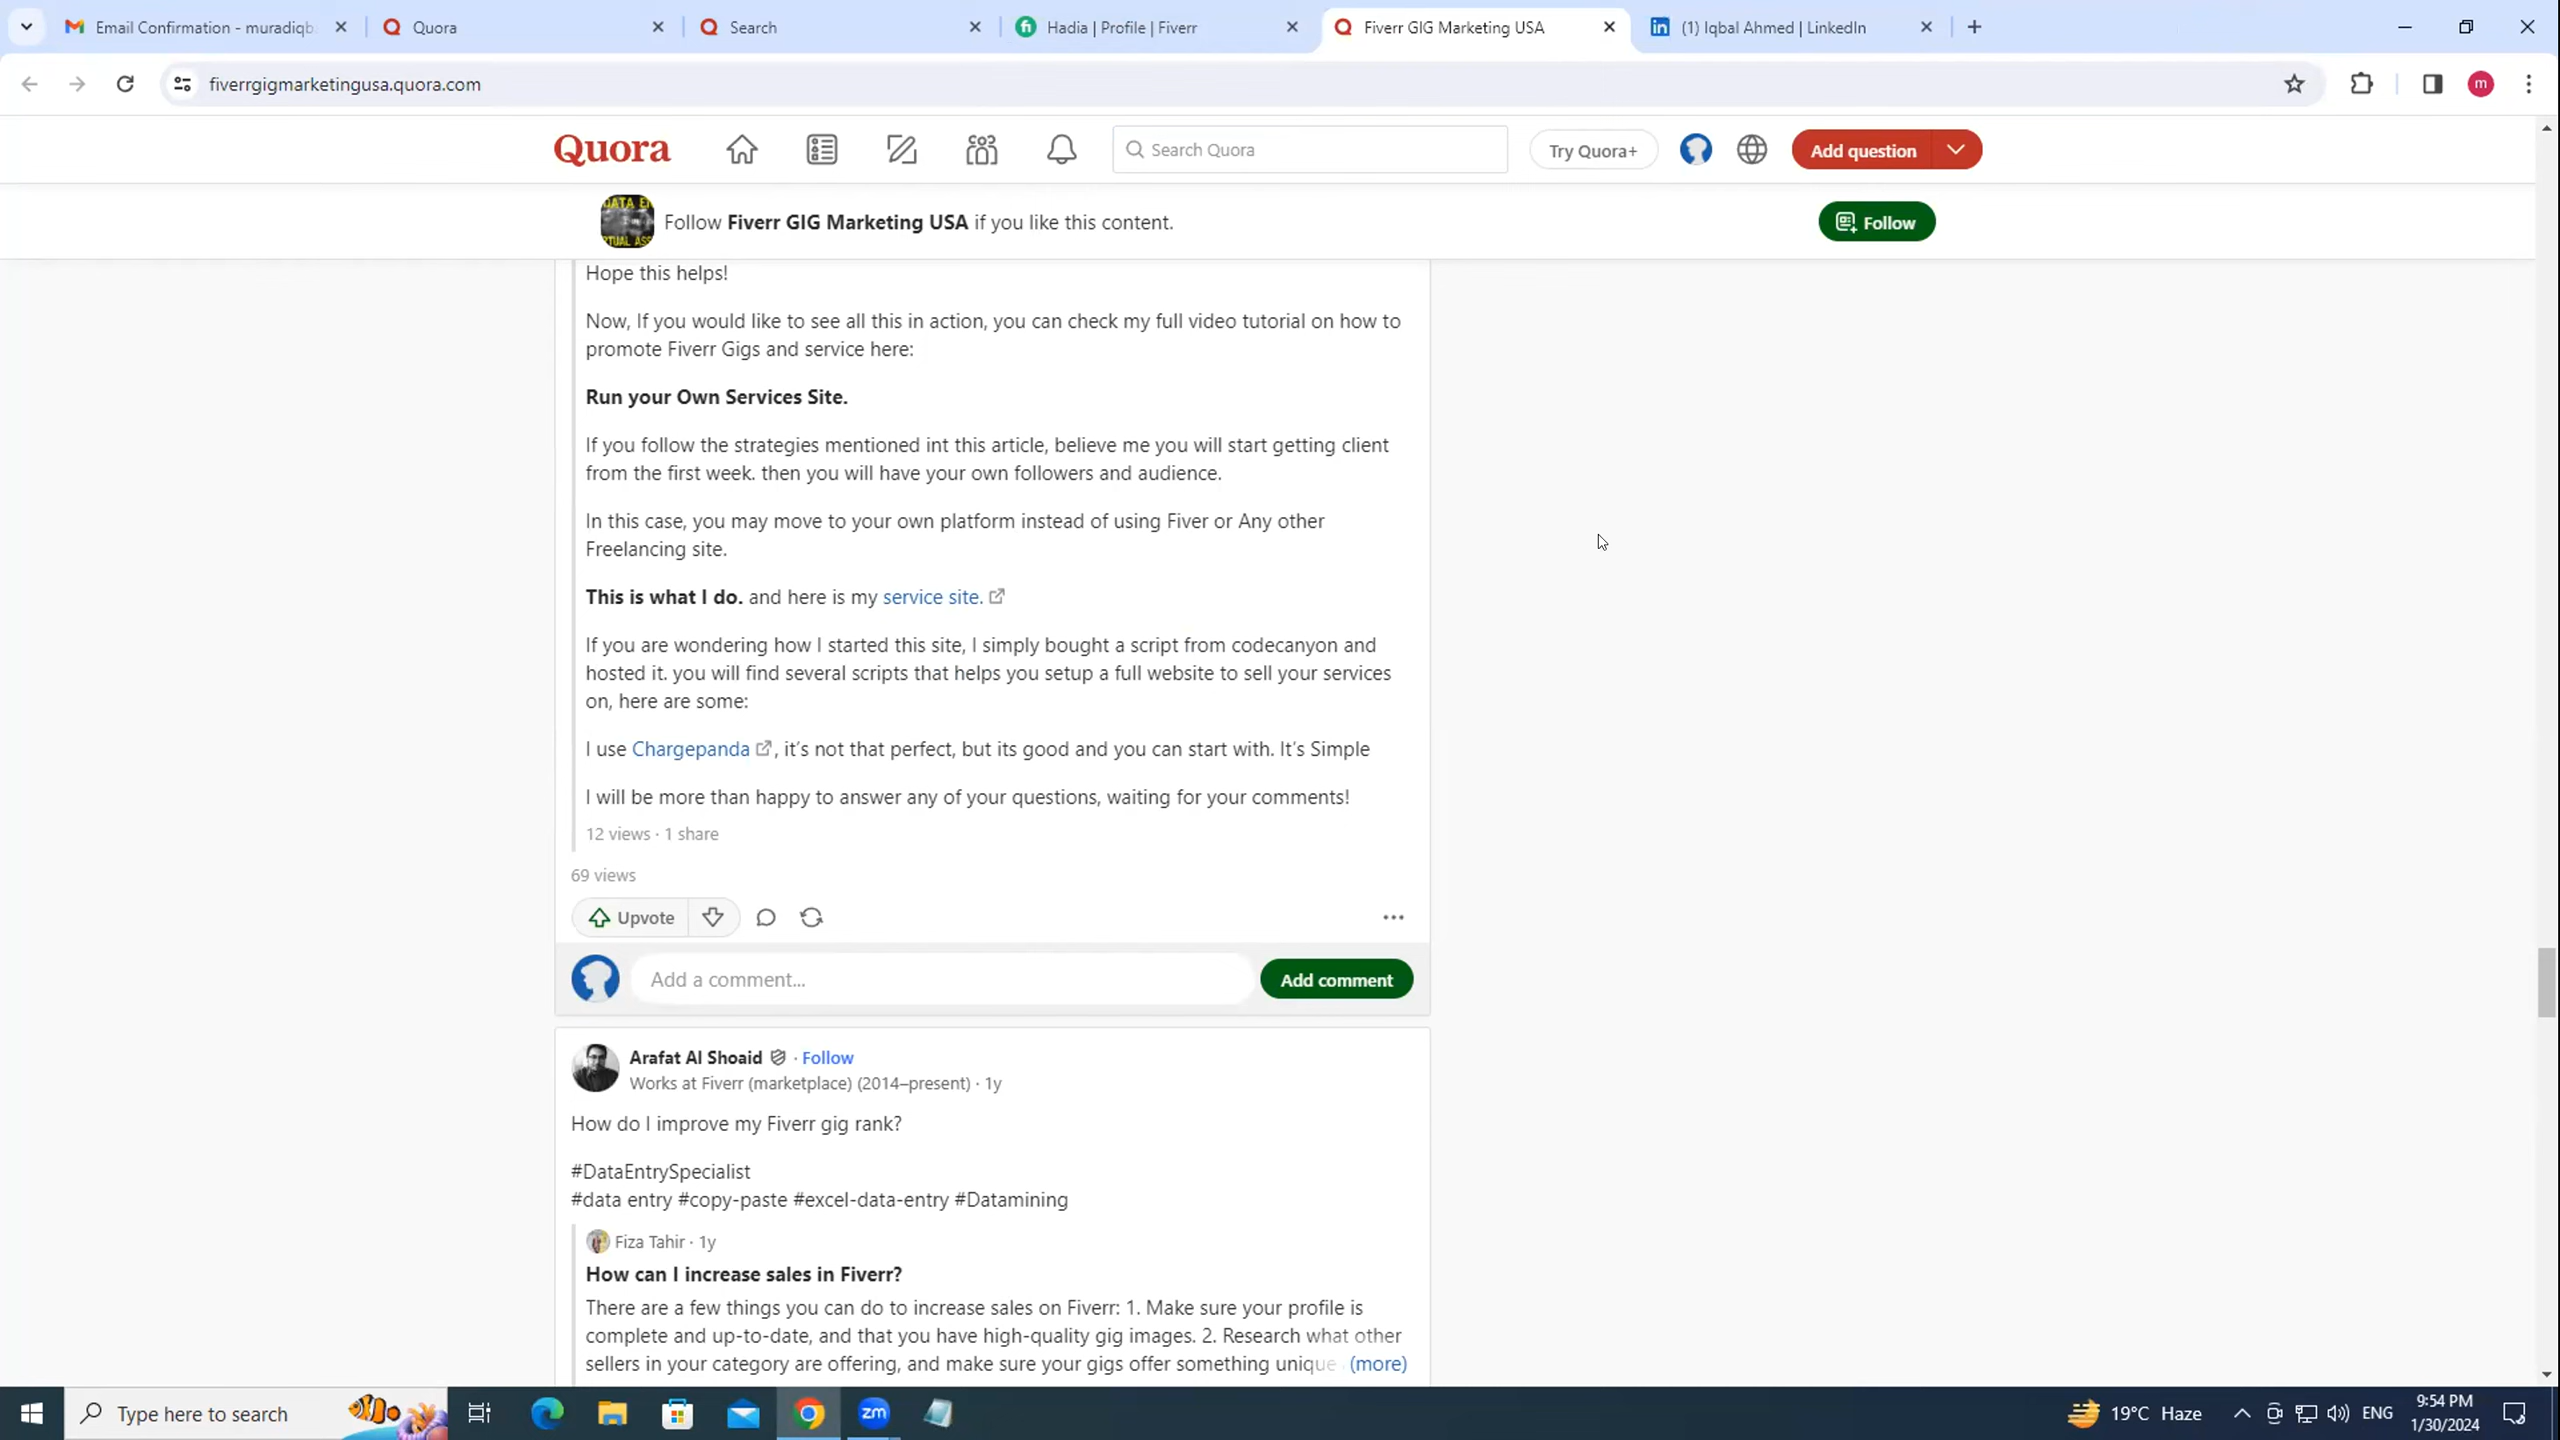 Email Confirmation - muradiqb
Quora
Search
Hadia | Profile | Fiverr
Fiverr GIG Marketing USA
(1) Iqbal Ahmed | LinkedIn
fiverrgigmarketingusa.quora.com
m
Quora
Search Quora
Try Quora+
Add question
DATA E
Follow Fiverr GIG Marketing USA if you like this content.
RTUAL ASS
Follow
Hope this helps!
Now, If you would like to see all this in action, you can check my full video tutorial on how to
promote Fiverr Gigs and service here:
Run your Own Services Site.
If you follow the strategies mentioned int this article, believe me you will start getting client
from the first week. then you will have your own followers and audience.
In this case, you may move to your own platform instead of using Fiver or Any other
Freelancing site.
This is what I do. and here is my service site.
If you are wondering how I started this site, I simply bought a script from codecanyon and
hosted it. you will find several scripts that helps you setup a full website to sell your services
on, here are some:
I use Chargepanda, it's not that perfect, but its good and you can start with. It's Simple
I will be more than happy to answer any of your questions, waiting for your comments!
12 views · 1 share
69 views
Upvote
Add a comment...
Add comment
Arafat Al Shoaid · Follow
Works at Fiverr (marketplace) (2014–present) · 1y
How do I improve my Fiverr gig rank?
#DataEntrySpecialist
#data entry #copy-paste #excel-data-entry #Datamining
Fiza Tahir · 1y
How can I increase sales in Fiverr?
There are a few things you can do to increase sales on Fiverr: 1. Make sure your profile is
complete and up-to-date, and that you have high-quality gig images. 2. Research what other
sellers in your category are offering, and make sure your gigs offer something unique (more)
Type here to search
zm
19°C Haze
ENG
9:54 PM
1/30/2024